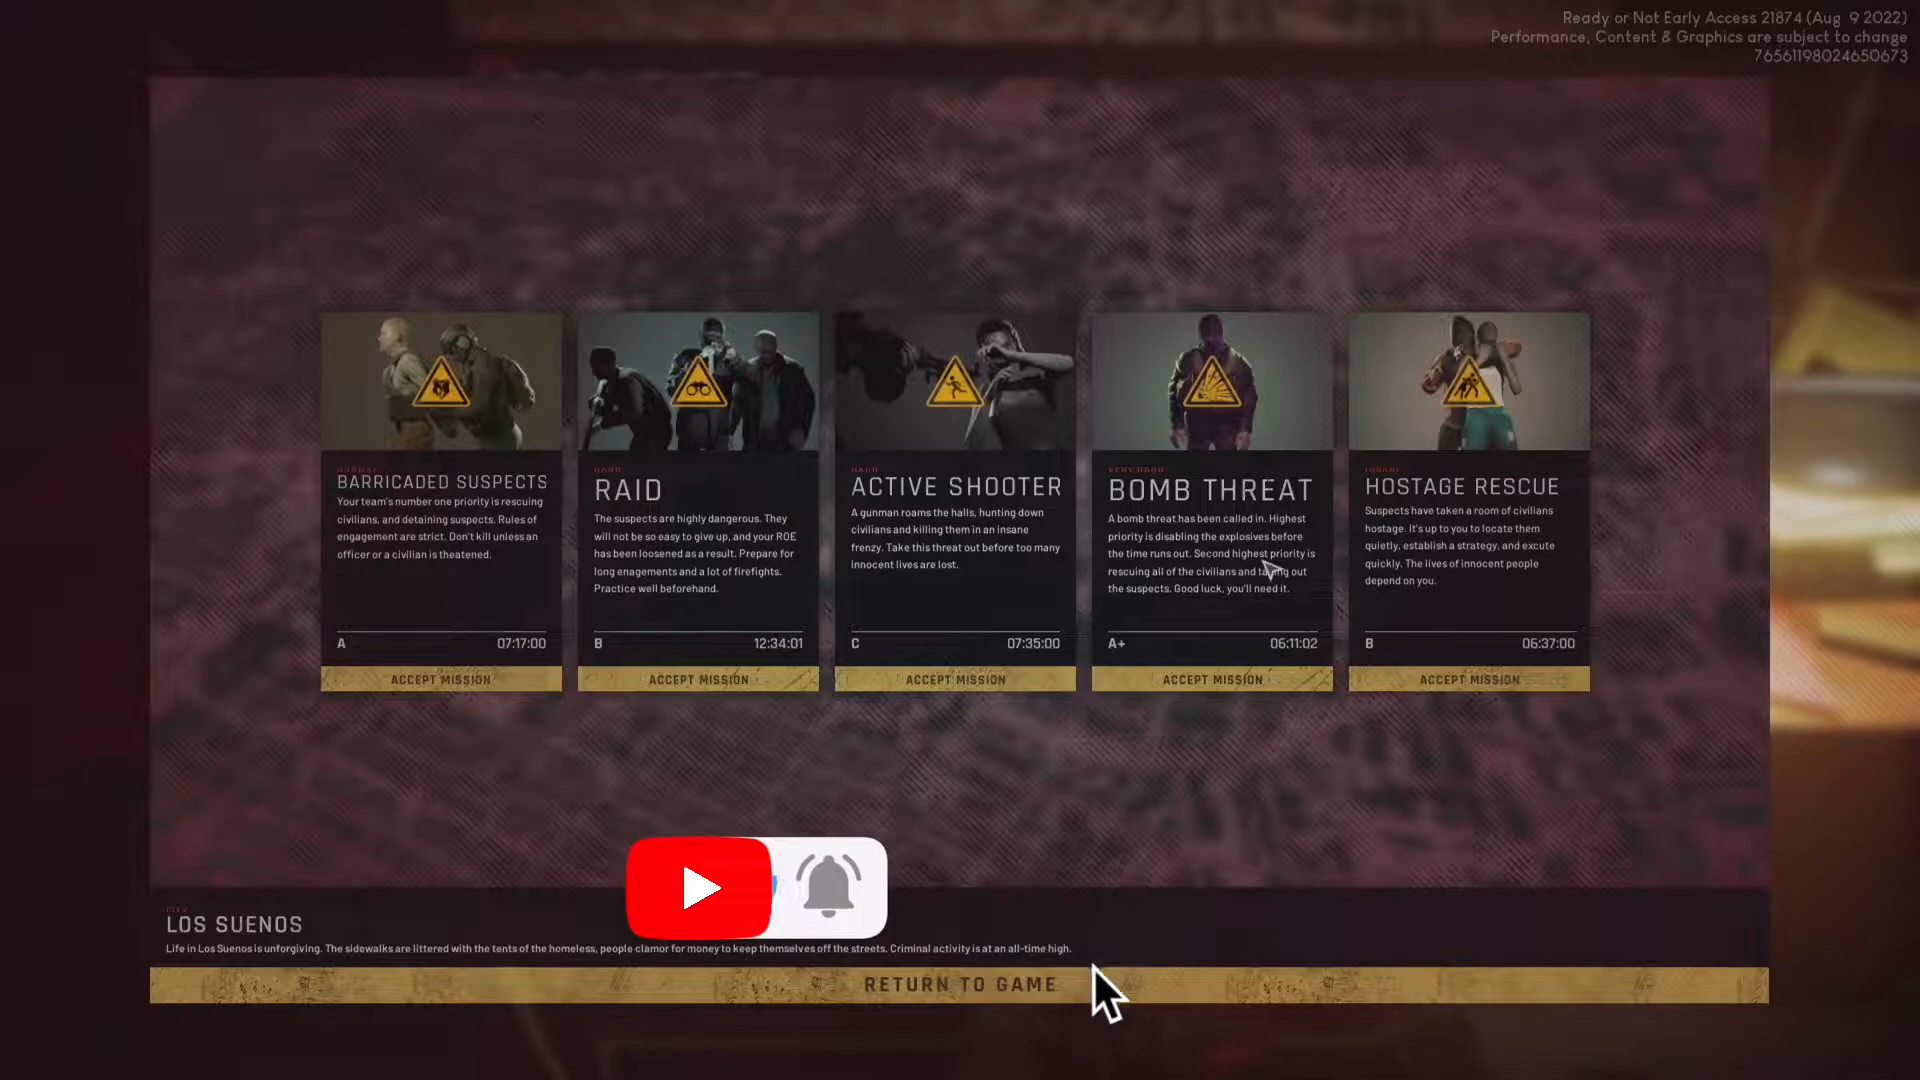 Ready or Not Early Access 21874 (Aug 9 2022)
Performance, Content & Graphics are subject to change
76561198024650673
NORMAL
BARRICADED SUSPECTS
Your team's number one priority is rescuing
civilians, and detaining suspects. Rules of
engagement are strict. Don't kill unless an
officer or a civilian is theatened.
A 07:17:00
ACCEPT MISSION
HARD
RAID
The suspects are highly dangerous. They
will not be so easy to give up, and your ROE
has been loosened as a result. Prepare for
long enagements and a lot of firefights.
Practice well beforehand.
B 12:34:01
ACCEPT MISSION
HARD
ACTIVE SHOOTER
A gunman roams the halls, hunting down
civilians and killing them in an insane
frenzy. Take this threat out before too many
innocent lives are lost.
C 07:35:00
ACCEPT MISSION
VERY HARD
BOMB THREAT
A bomb threat has been called in. Highest
priority is disabling the explosives before
the time runs out. Second highest priority is
rescuing all of the civilians and taking out
the suspects. Good luck, you'll need it.
A+ 06:11:02
ACCEPT MISSION
INSANE
HOSTAGE RESCUE
Suspects have taken a room of civilians
hostage. It's up to you to locate them
quietly, establish a strategy, and excute
quickly. The lives of innocent people
depend on you.
B 06:37:00
ACCEPT MISSION
CITY
LOS SUENOS
Life in Los Suenos is unforgiving. The sidewalks are littered with the tents of the homeless, people clamor for money to keep themselves off the streets. Criminal activity is at an all-time high.
RETURN TO GAME